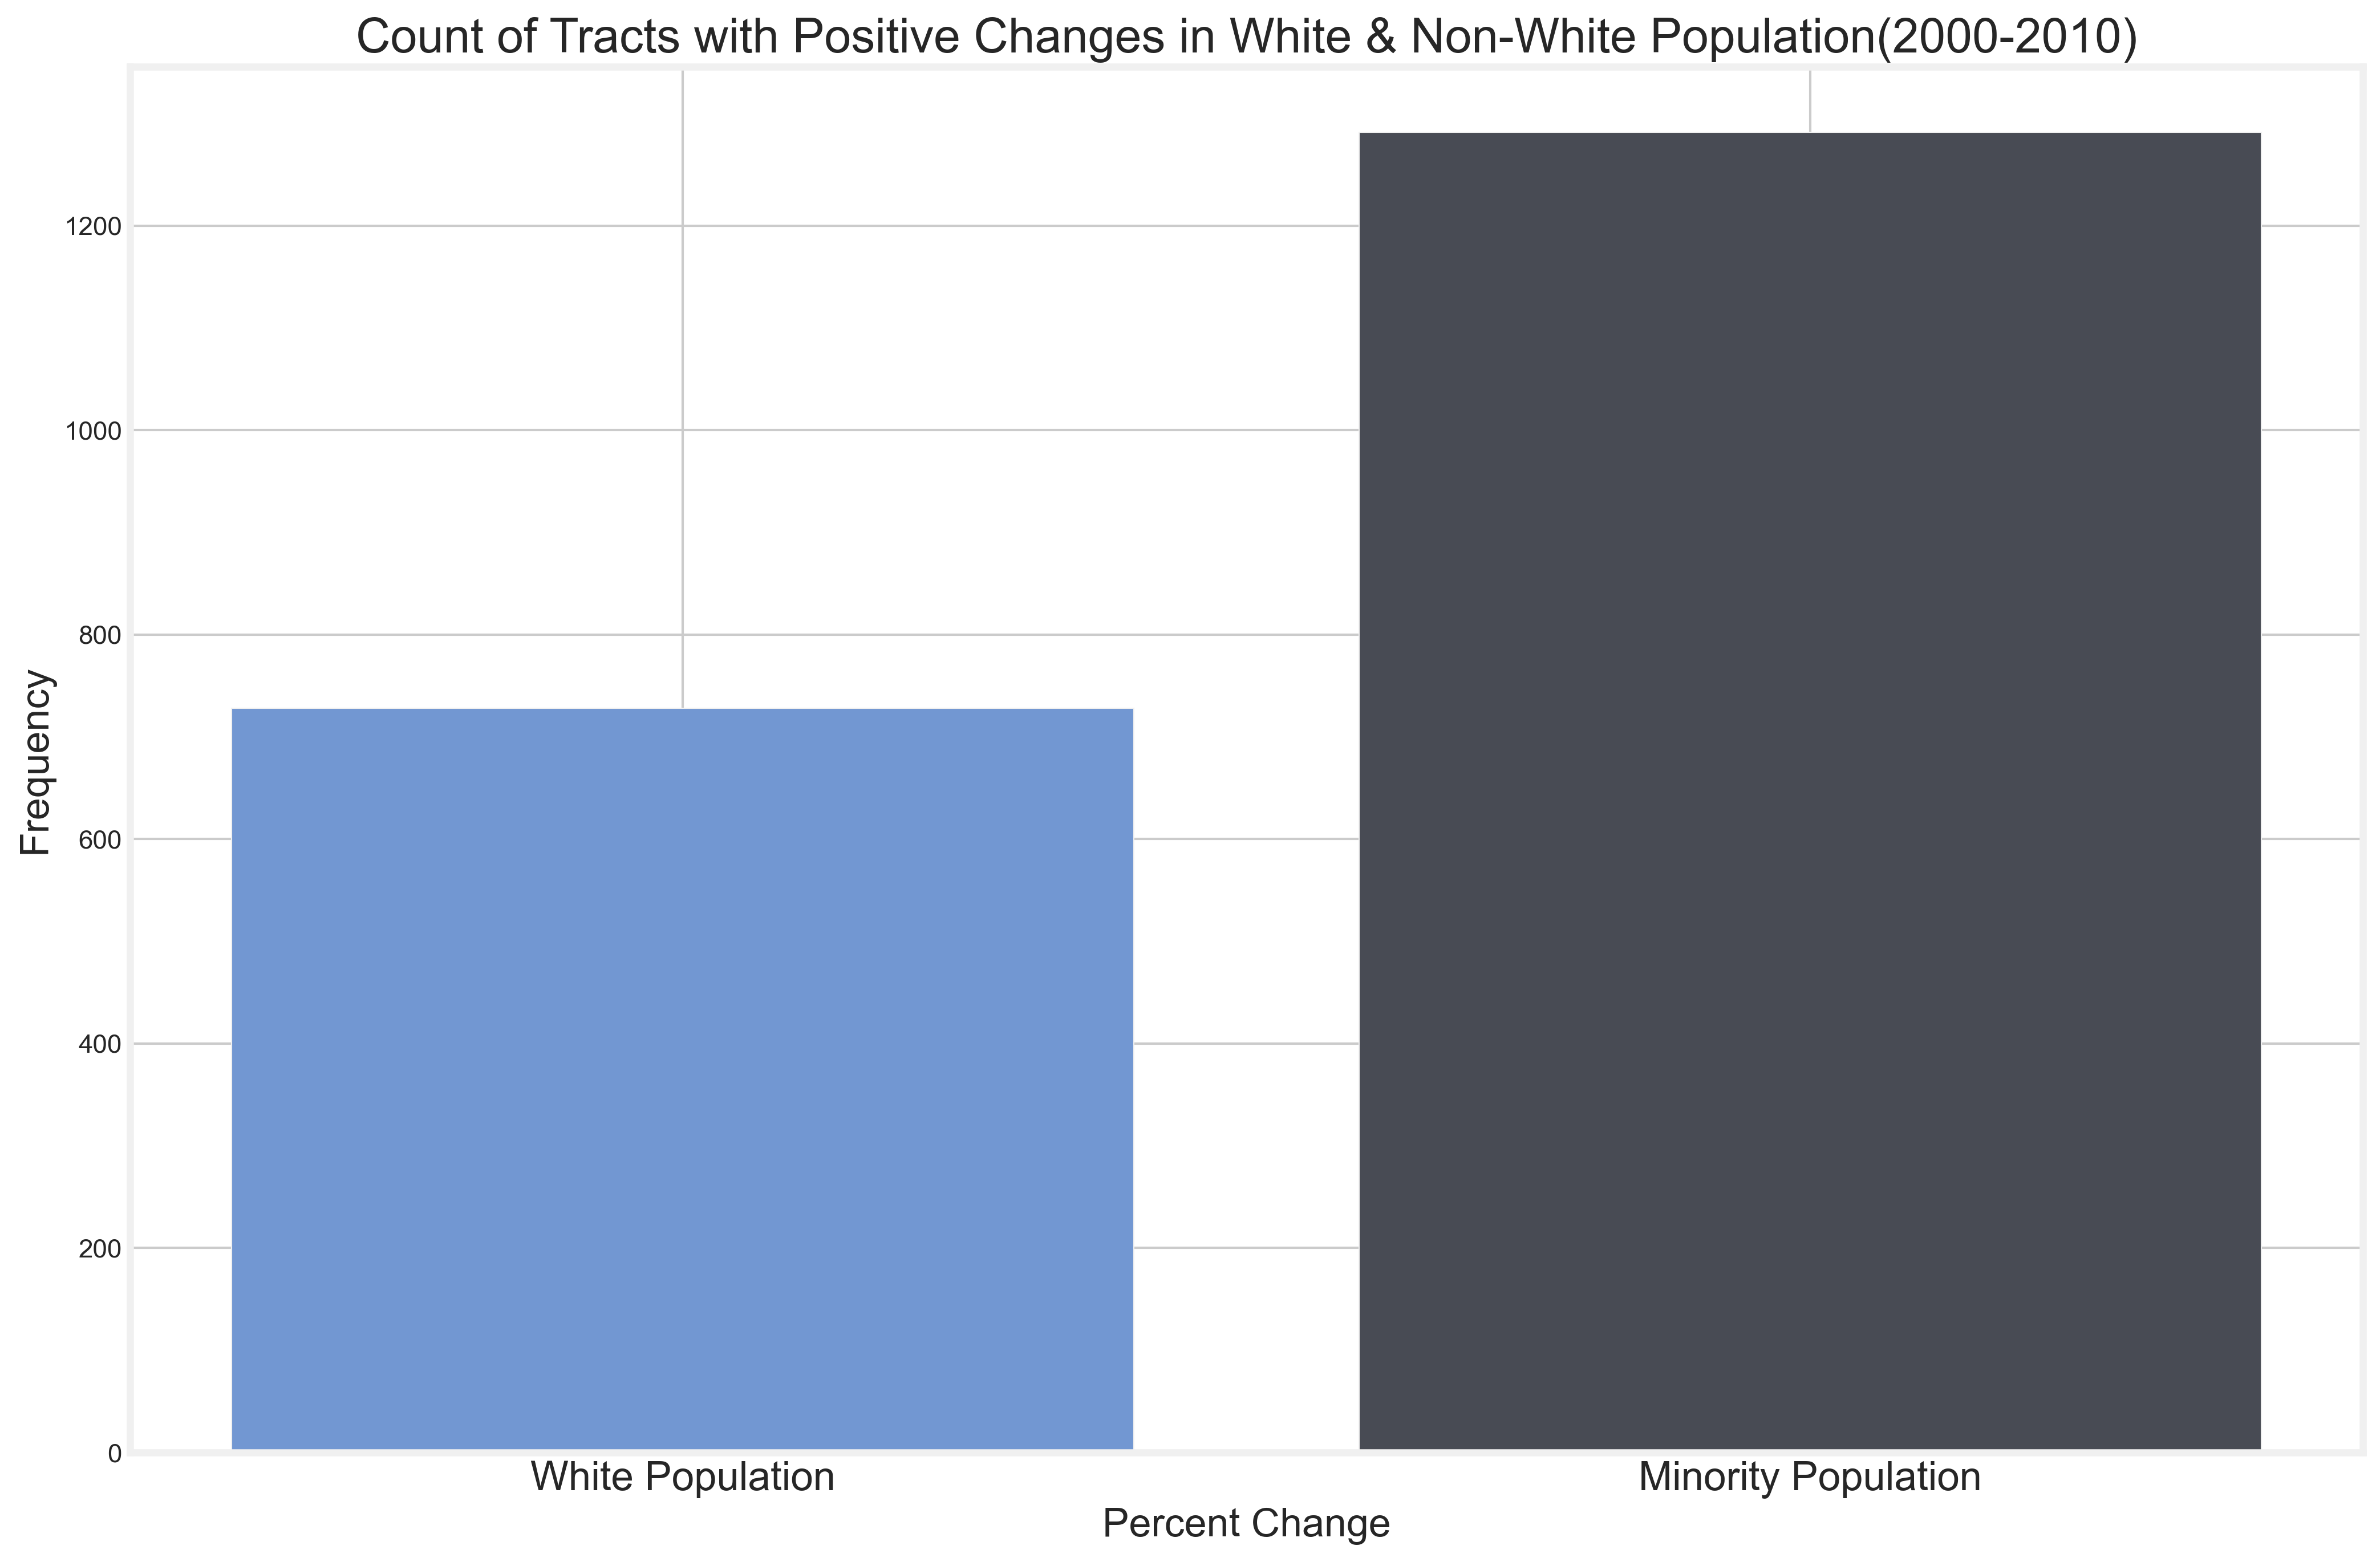 Count of Tracts with Positive Changes in White & Non-White Population(2000-2010)
1200
1000
800
600
400
200
0
Frequency
White Population
Minority Population
Percent Change